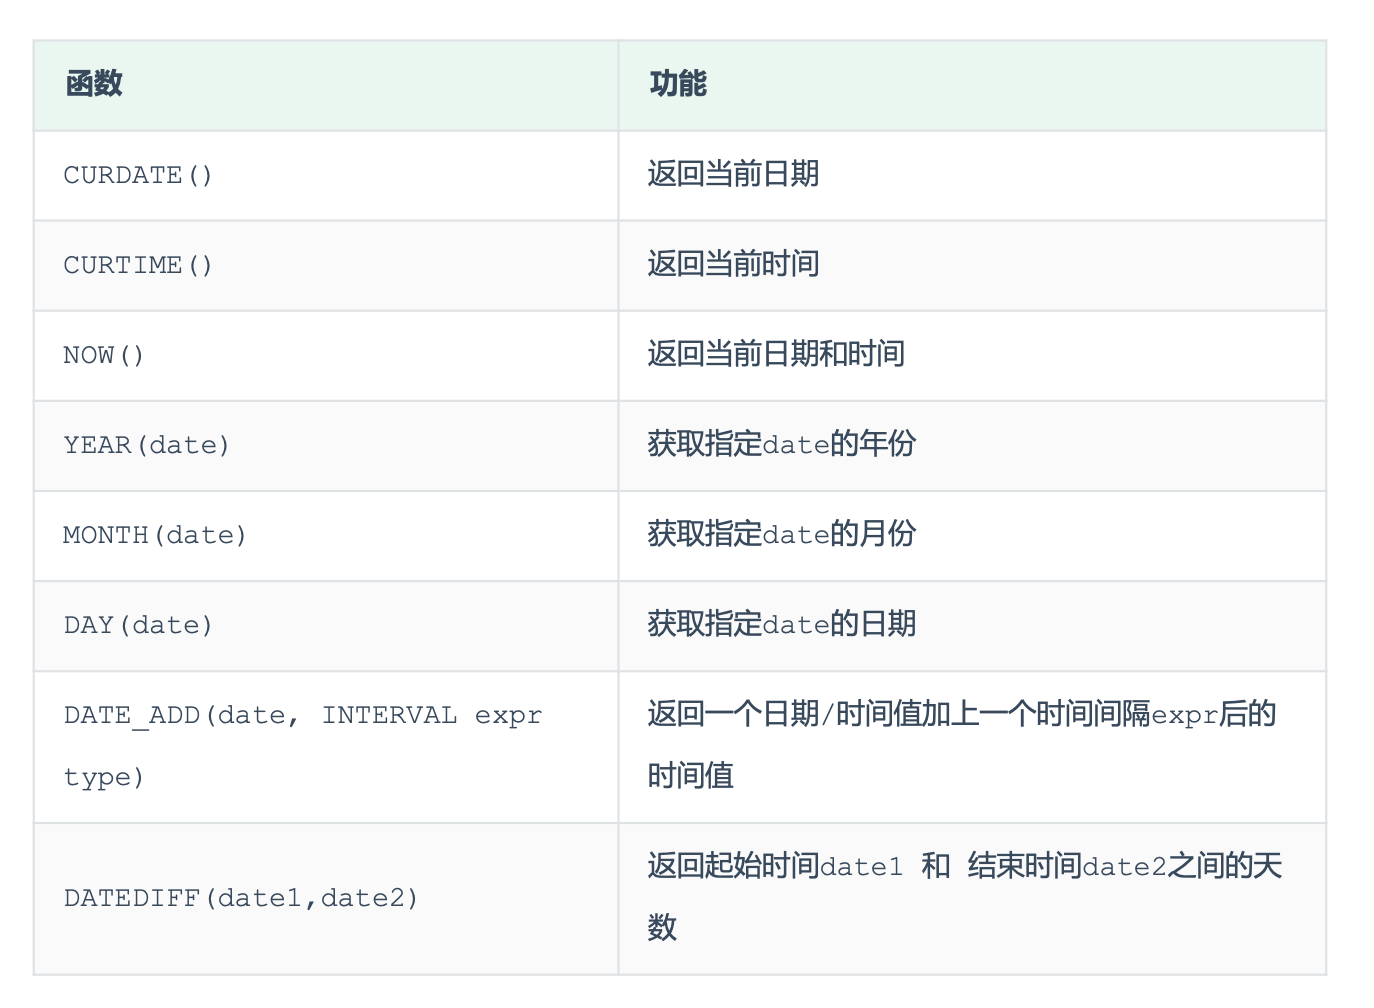 函数
功能
CURDATE()
返回当前日期
CURTIME()
返回当前时间
NOW()
返回当前日期和时间
YEAR(date)
获取指定date的年份
MONTH(date)
获取指定date的月份
DAY(date)
获取指定date的日期
DATE_ADD(date, INTERVAL expr
type)
返回一个日期/时间值加上一个时间间隔expr后的
时间值
DATEDIFF(date1,date2)
返回起始时间date1 和 结束时间date2之间的天
数